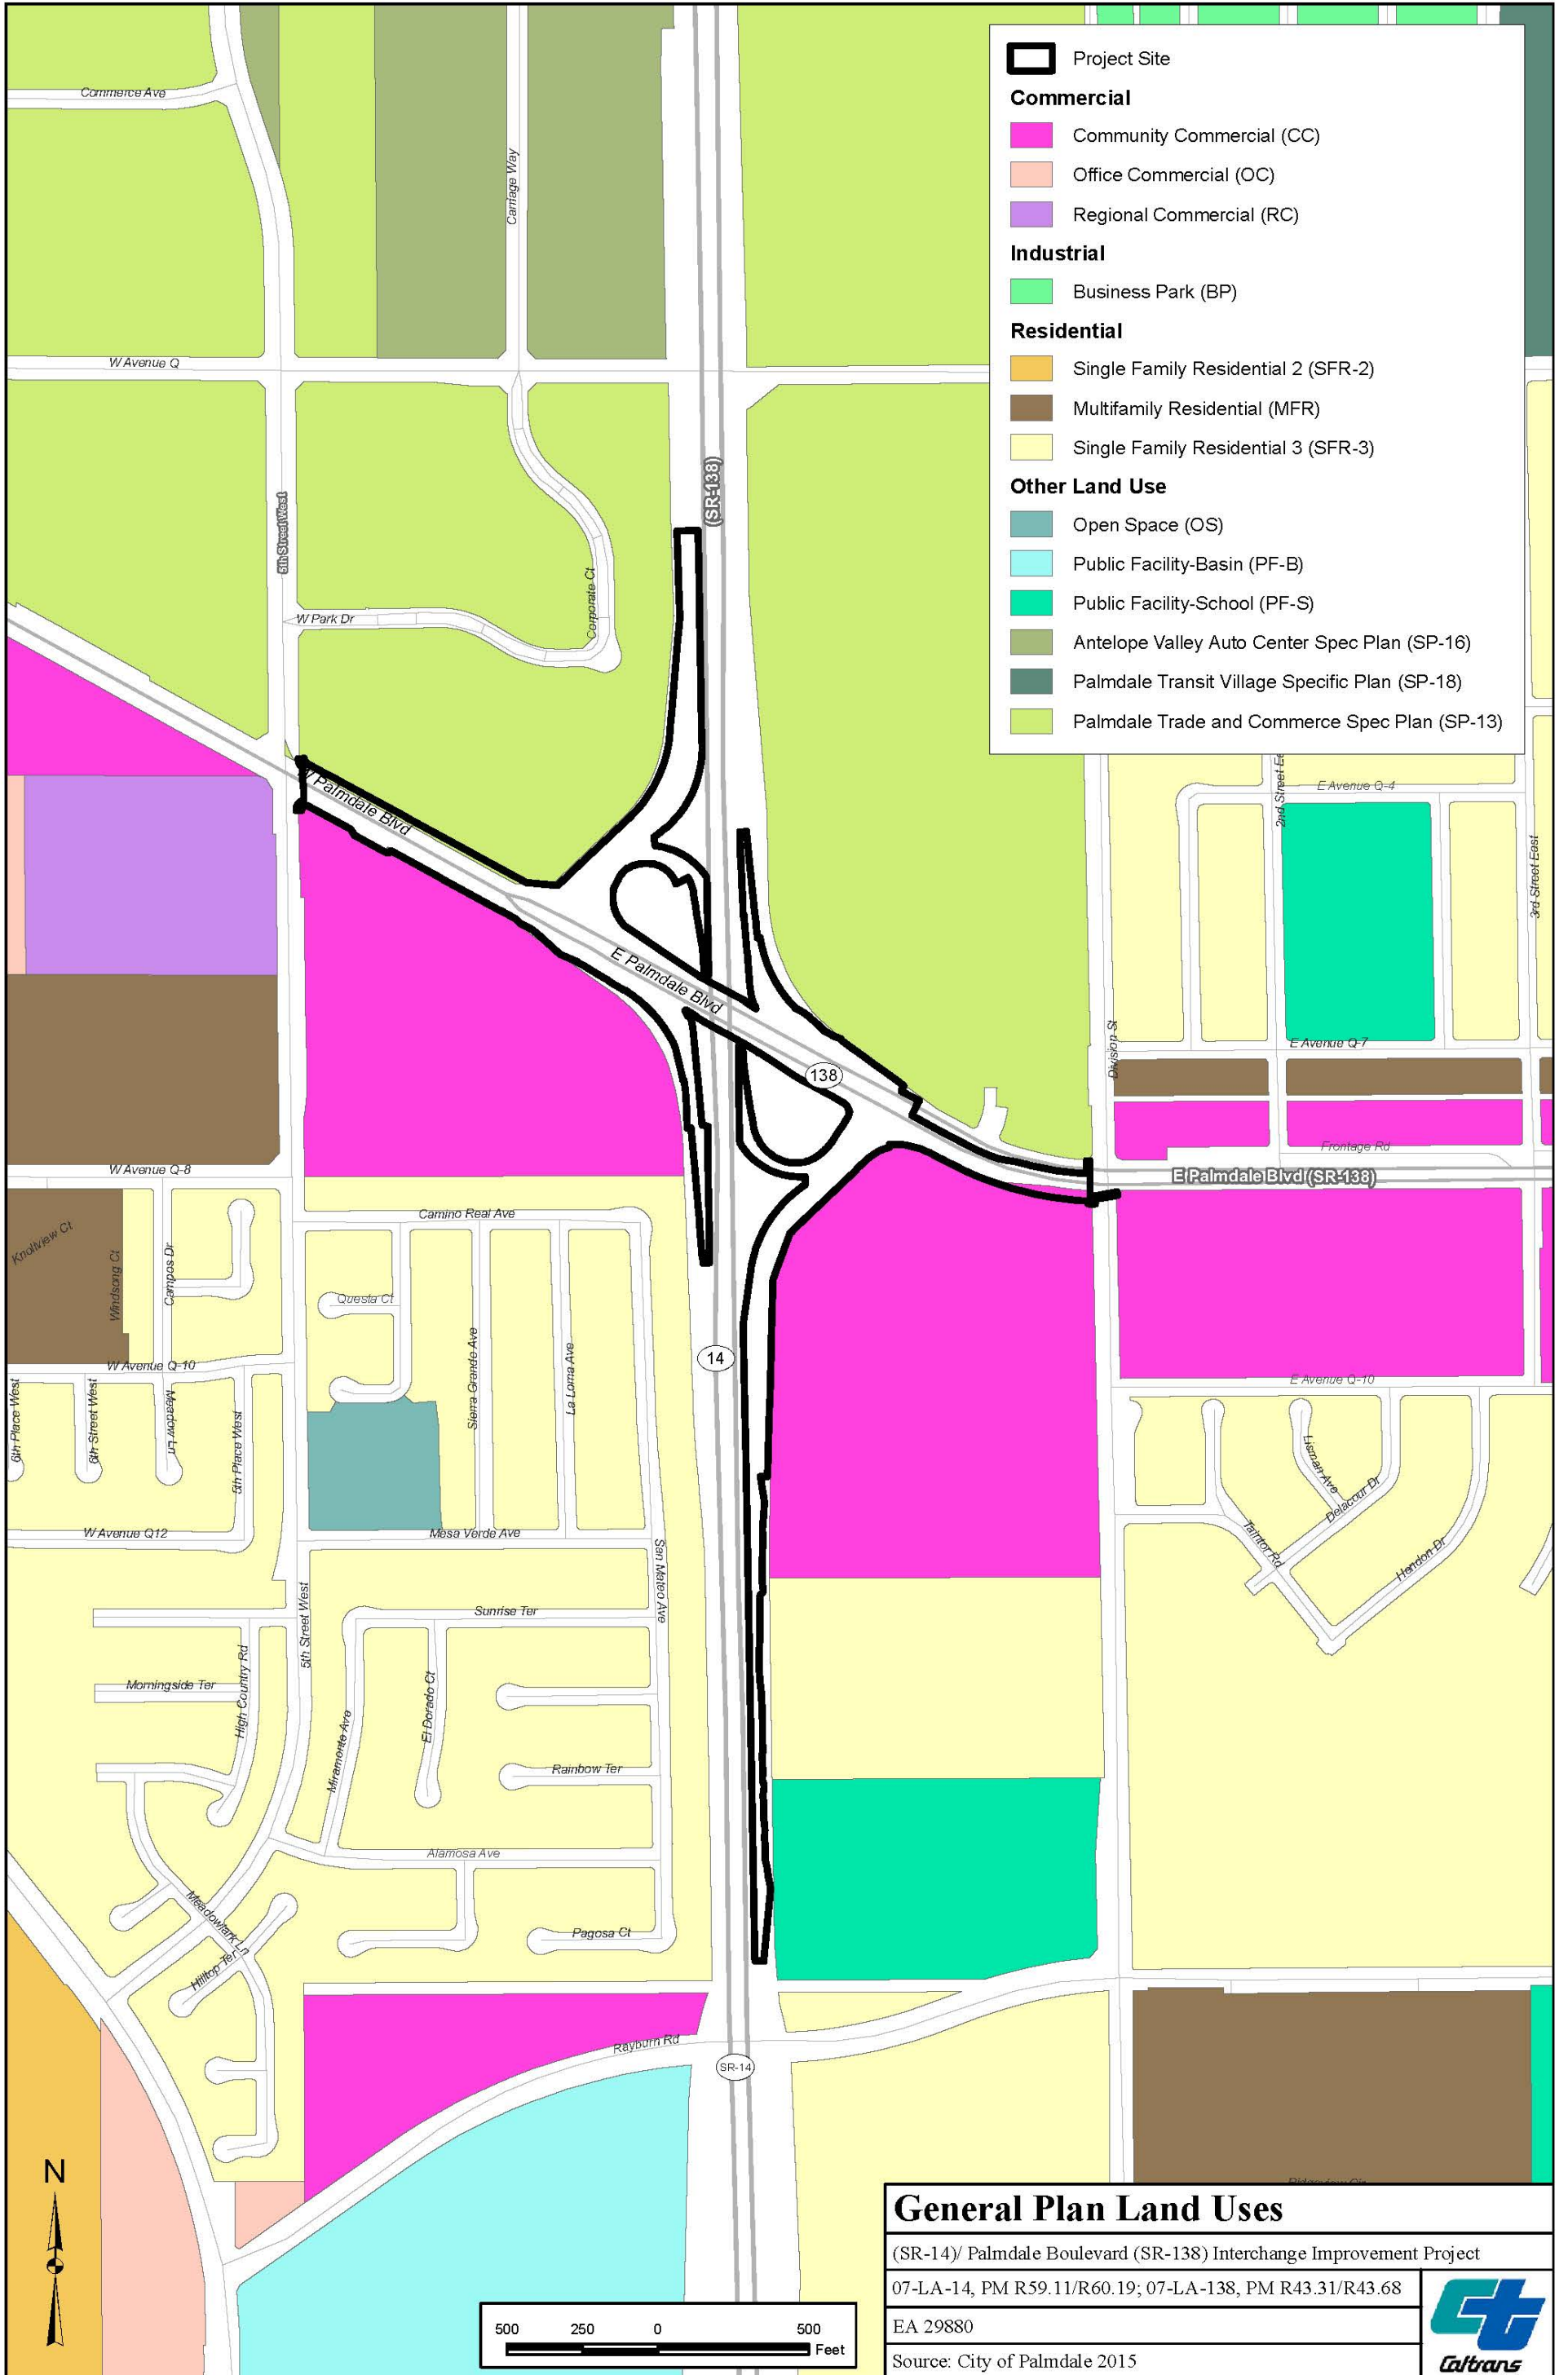 Project Site
Commercial
Community Commercial (CC)
Office Commercial (OC)
Regional Commercial (RC)
Industrial
Business Park (BP)
Residential
Single Family Residential 2 (SFR-2)
Multifamily Residential (MFR)
Single Family Residential 3 (SFR-3)
Other Land Use
Open Space (OS)
Public Facility-Basin (PF-B)
Public Facility-School (PF-S)
Antelope Valley Auto Center Spec Plan (SP-16)
Palmdale Transit Village Specific Plan (SP-18)
Palmdale Trade and Commerce Spec Plan (SP-13)
Commerce Ave
Carriage Way
W Avenue Q
(SR-138)
5th Street West
Corporate Ct
W Park Dr
W Palmdale Blvd
E Palmdale Blvd
138
2nd Street
E Avenue Q-4
3rd Street East
Division St
E Avenue Q-7
Frontage Rd
E Palmdale Blvd (SR-138)
W Avenue Q-8
Camino Real Ave
Knollview Ct
Windsong Ct
Campos Dr
Questa Ct
Sierra Grande Ave
La Loma Ave
14
W Avenue Q-10
E Avenue Q-10
6th Place West
6th Street West
Meadow Ln
5th Place West
Lisman Ave
Delacour Dr
Taintor Rd
Hendon Dr
W Avenue Q12
Mesa Verde Ave
San Mateo Ave
5th Street West
Sunrise Ter
High Country Rd
Morningside Ter
El Dorado Ct
Miramonte Ave
Rainbow Ter
Alamosa Ave
Meadowlark Ln
Hilltop Ter
Pagosa Ct
Rayburn Rd
SR-14
N
500 250 0 500
Feet
General Plan Land Uses
(SR-14)/ Palmdale Boulevard (SR-138) Interchange Improvement Project
07-LA-14, PM R59.11/R60.19; 07-LA-138, PM R43.31/R43.68
EA 29880
Source: City of Palmdale 2015
Caltrans